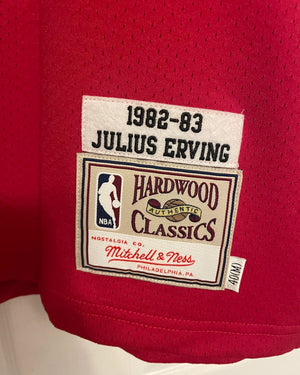 1982-83
JULIUS ERVING
NBA
HARDWOOD
AUTHENTIC
CLASSICS
NOSTALGIA CO.
Mitchell & Ness
PHILADELPHIA, PA.
40(M)